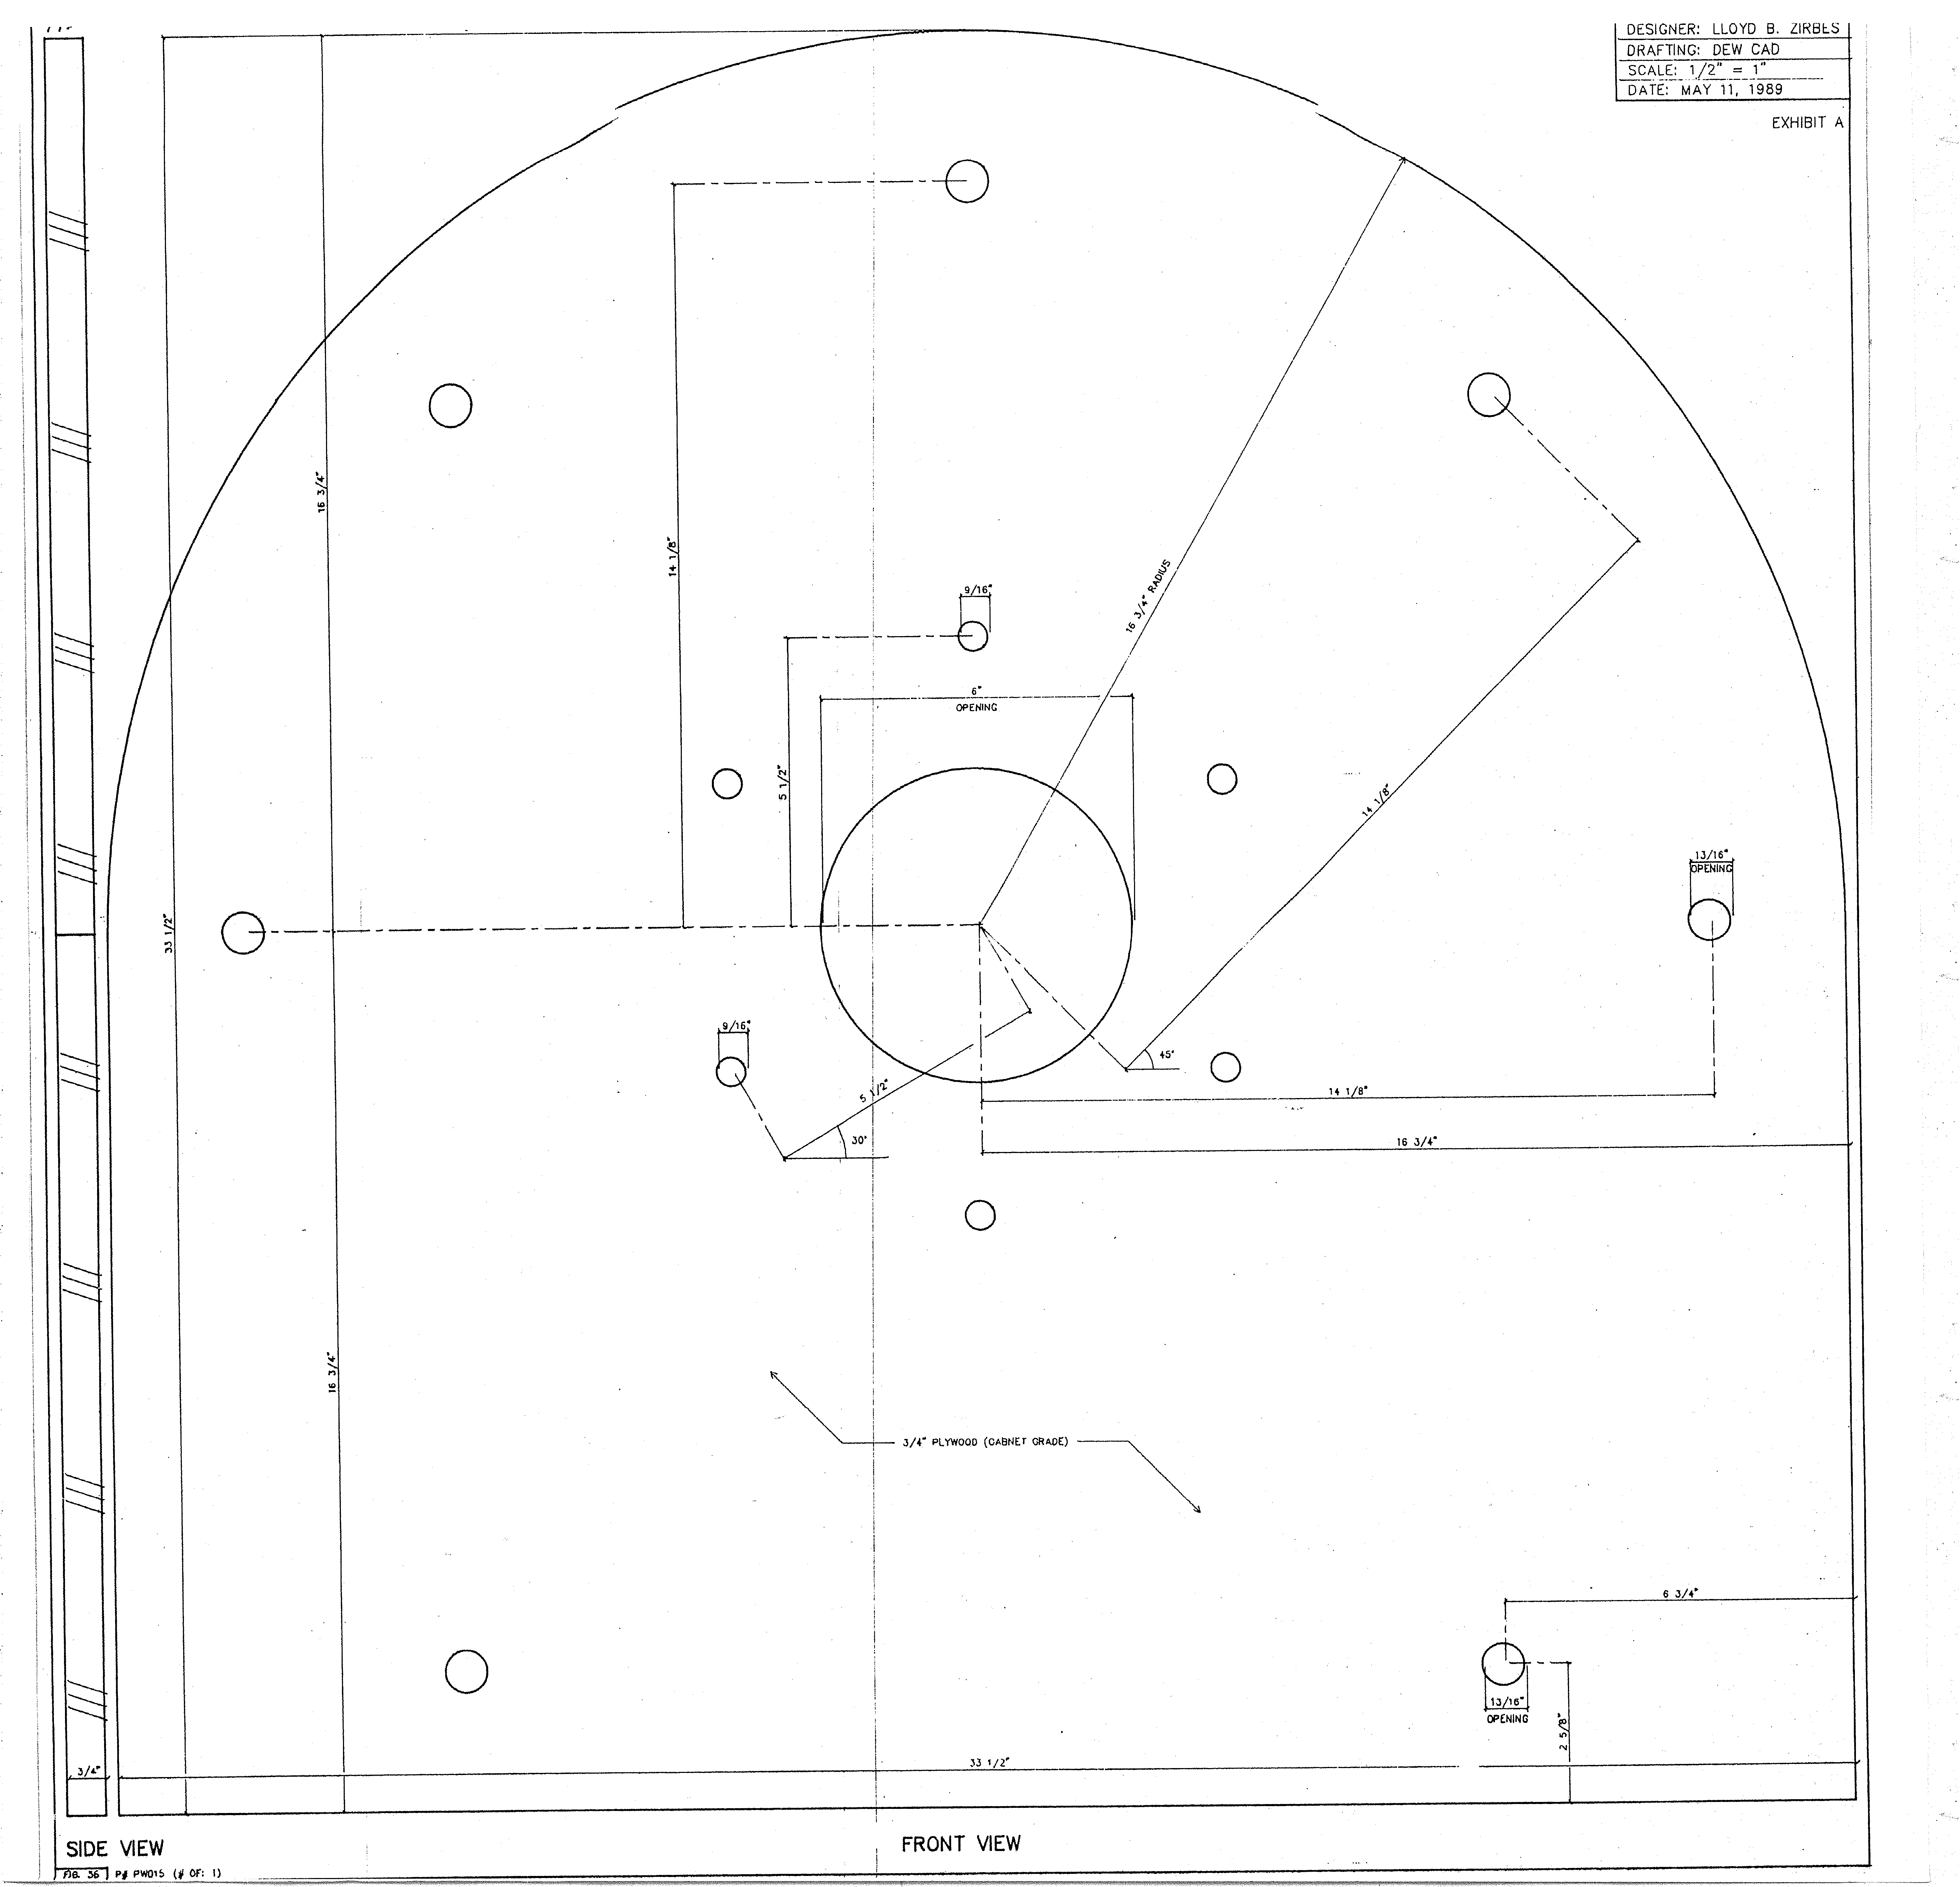 DESIGNER: LLOYD B. ZIRBES
DRAFTING: DEW CAD
SCALE: 1/2" = 1"
DATE: MAY 11, 1989
EXHIBIT A
16 3/4"
14 1/8"
9/16"
16 3/4" RADIUS
6"
OPENING
5 1/2"
14 1/8"
13/16"
OPENING
33 1/2"
9/16"
45°
5 1/2"
14 1/8"
30°
16 3/4"
16 3/4"
3/4" PLYWOOD (CABNET GRADE)
6 3/4"
13/16"
OPENING
2 5/8"
33 1/2"
3/4"
SIDE VIEW
FRONT VIEW
FIG. 36 P# PW015 (# OF: 1)